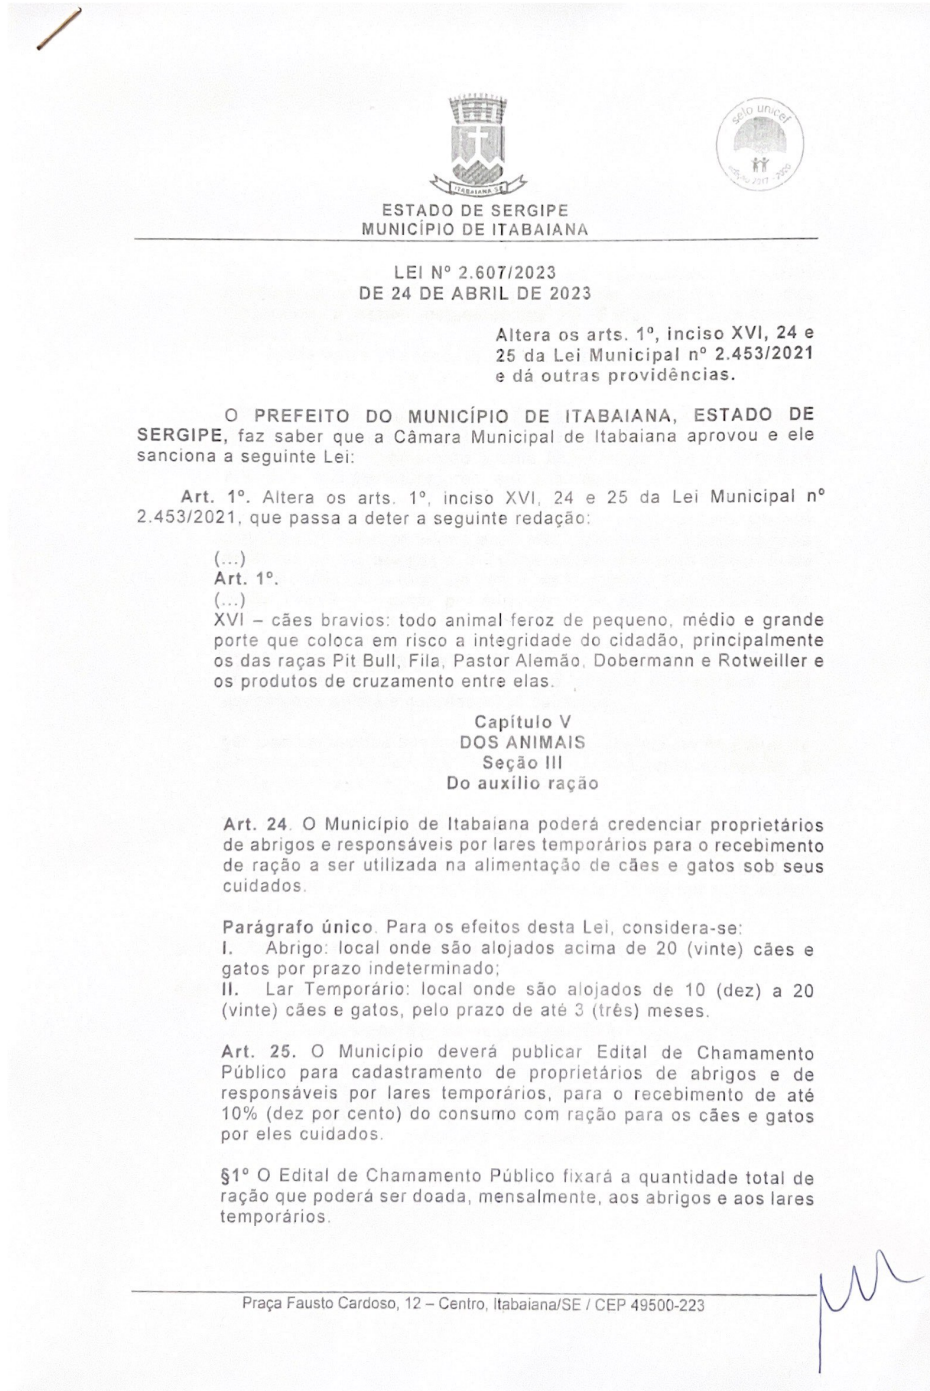 ITABAIANA SE
selo unicef
edição 2017 - 2020
ESTADO DE SERGIPE
MUNICÍPIO DE ITABAIANA
LEI Nº 2.607/2023
DE 24 DE ABRIL DE 2023
Altera os arts. 1º, inciso XVI, 24 e
25 da Lei Municipal nº 2.453/2021
e dá outras providências.
O PREFEITO DO MUNICÍPIO DE ITABAIANA, ESTADO DE
SERGIPE, faz saber que a Câmara Municipal de Itabaiana aprovou e ele
sanciona a seguinte Lei:
Art. 1º. Altera os arts. 1º, inciso XVI, 24 e 25 da Lei Municipal nº
2.453/2021, que passa a deter a seguinte redação:
(...)
Art. 1º.
(...)
XVI – cães bravios: todo animal feroz de pequeno, médio e grande
porte que coloca em risco a integridade do cidadão, principalmente
os das raças Pit Bull, Fila, Pastor Alemão, Dobermann e Rotweiller e
os produtos de cruzamento entre elas.
Capítulo V
DOS ANIMAIS
Seção III
Do auxílio ração
Art. 24. O Município de Itabaiana poderá credenciar proprietários
de abrigos e responsáveis por lares temporários para o recebimento
de ração a ser utilizada na alimentação de cães e gatos sob seus
cuidados.
Parágrafo único. Para os efeitos desta Lei, considera-se:
I. Abrigo: local onde são alojados acima de 20 (vinte) cães e
gatos por prazo indeterminado;
II. Lar Temporário: local onde são alojados de 10 (dez) a 20
(vinte) cães e gatos, pelo prazo de até 3 (três) meses.
Art. 25. O Município deverá publicar Edital de Chamamento
Público para cadastramento de proprietários de abrigos e de
responsáveis por lares temporários, para o recebimento de até
10% (dez por cento) do consumo com ração para os cães e gatos
por eles cuidados.
§1º O Edital de Chamamento Público fixará a quantidade total de
ração que poderá ser doada, mensalmente, aos abrigos e aos lares
temporários.
Praça Fausto Cardoso, 12 – Centro, Itabaiana/SE / CEP 49500-223